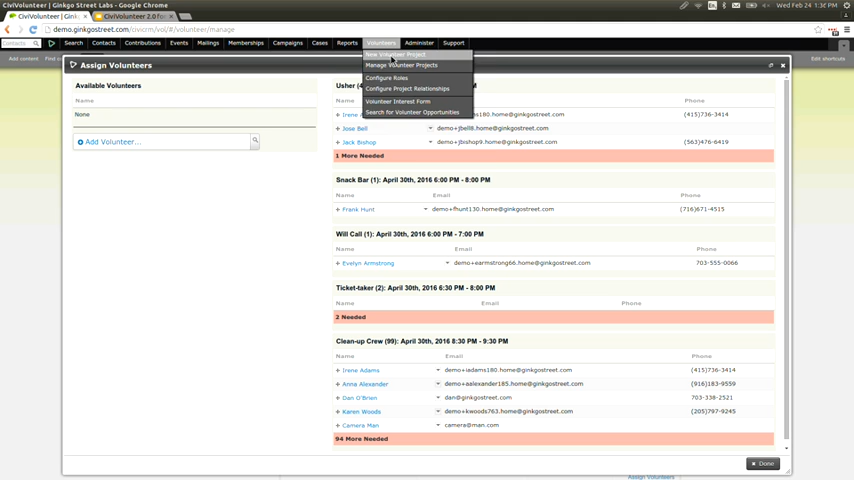 CiviVolunteer | Ginkgo Street Labs - Google Chrome
Wed Feb 24 1:36 PM
CiviVolunteer | Gink
CiviVolunteer 2.0 f
demo.ginkgostreet.com/civicrm/vol/#/volunteer/manage
Contacts
Search
Contacts
Contributions
Events
Mailings
Memberships
Campaigns
Cases
Reports
Volunteers
Administer
Support
Add content
Edit shortcuts
New Volunteer Project
Manage Volunteer Projects
Configure Roles
Configure Project Relationships
Volunteer Interest Form
Search for Volunteer Opportunities
Assign Volunteers
Available Volunteers
Name
None
Add Volunteer...
Usher
Irene A
ms180.home@ginkgostreet.com (415)736-3414
Jose Bell demo+jbell8.home@ginkgostreet.com
Jack Bishop demo+jbishop9.home@ginkgostreet.com (563)476-6419
1 More Needed
Snack Bar (1): April 30th, 2016 6:00 PM - 8:00 PM
Name Email Phone
Frank Hunt demo+fhunt130.home@ginkgostreet.com (716)671-4515
Will Call (1): April 30th, 2016 6:00 PM - 7:00 PM
Name Email Phone
Evelyn Armstrong demo+earmstrong66.home@ginkgostreet.com 703-555-0066
Ticket-taker (2): April 30th, 2016 6:30 PM - 8:00 PM
Name Email Phone
2 Needed
Clean-up Crew (99): April 30th, 2016 8:30 PM - 9:30 PM
Name Email Phone
Irene Adams demo+iadams180.home@ginkgostreet.com (415)736-3414
Anna Alexander demo+aalexander185.home@ginkgostreet.com (916)183-9559
Dan O'Brien dan@ginkgostreet.com 703-338-2521
Karen Woods demo+kwoods763.home@ginkgostreet.com (205)797-9245
Camera Man camera@man.com
94 More Needed
Done
Assign Volunteers